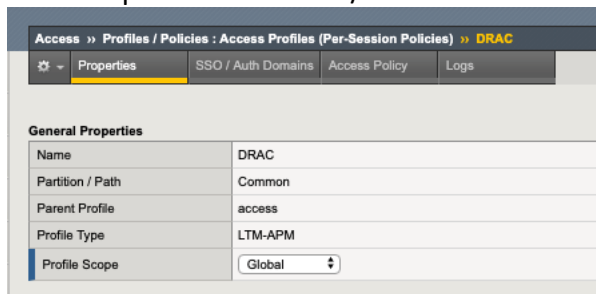 Access ›› Profiles / Policies : Access Profiles (Per-Session Policies) ›› DRAC
Properties SSO / Auth Domains Access Policy Logs
General Properties
Name DRAC
Partition / Path Common
Parent Profile access
Profile Type LTM-APM
Profile Scope Global